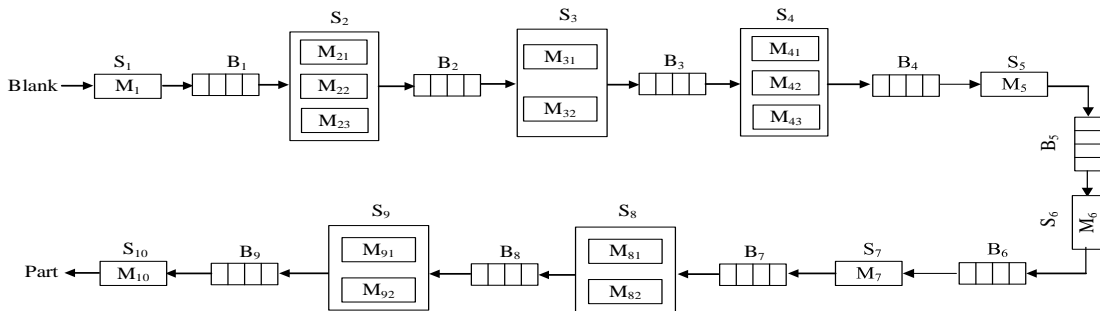 S₂
S₃
S₄
S₁
B₁
M₂₁
M₂₂
M₂₃
B₂
M₃₁
M₃₂
B₃
M₄₁
M₄₂
M₄₃
B₄
S₅
Blank
M₁
M₅
B₅
S₆
M₆
B₆
S₇
M₇
B₇
S₈
M₈₁
M₈₂
B₈
S₉
M₉₁
M₉₂
B₉
S₁₀
M₁₀
Part